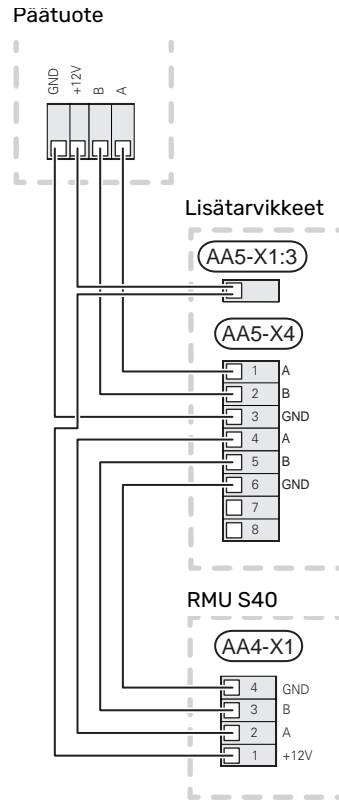 Päätuote
GND +12V B A
Lisätarvikkeet
AA5-X1:3
AA5-X4
1 A
2 B
3 GND
4 A
5 B
6 GND
7
8
RMU S40
AA4-X1
4 GND
3 B
2 A
1 +12V